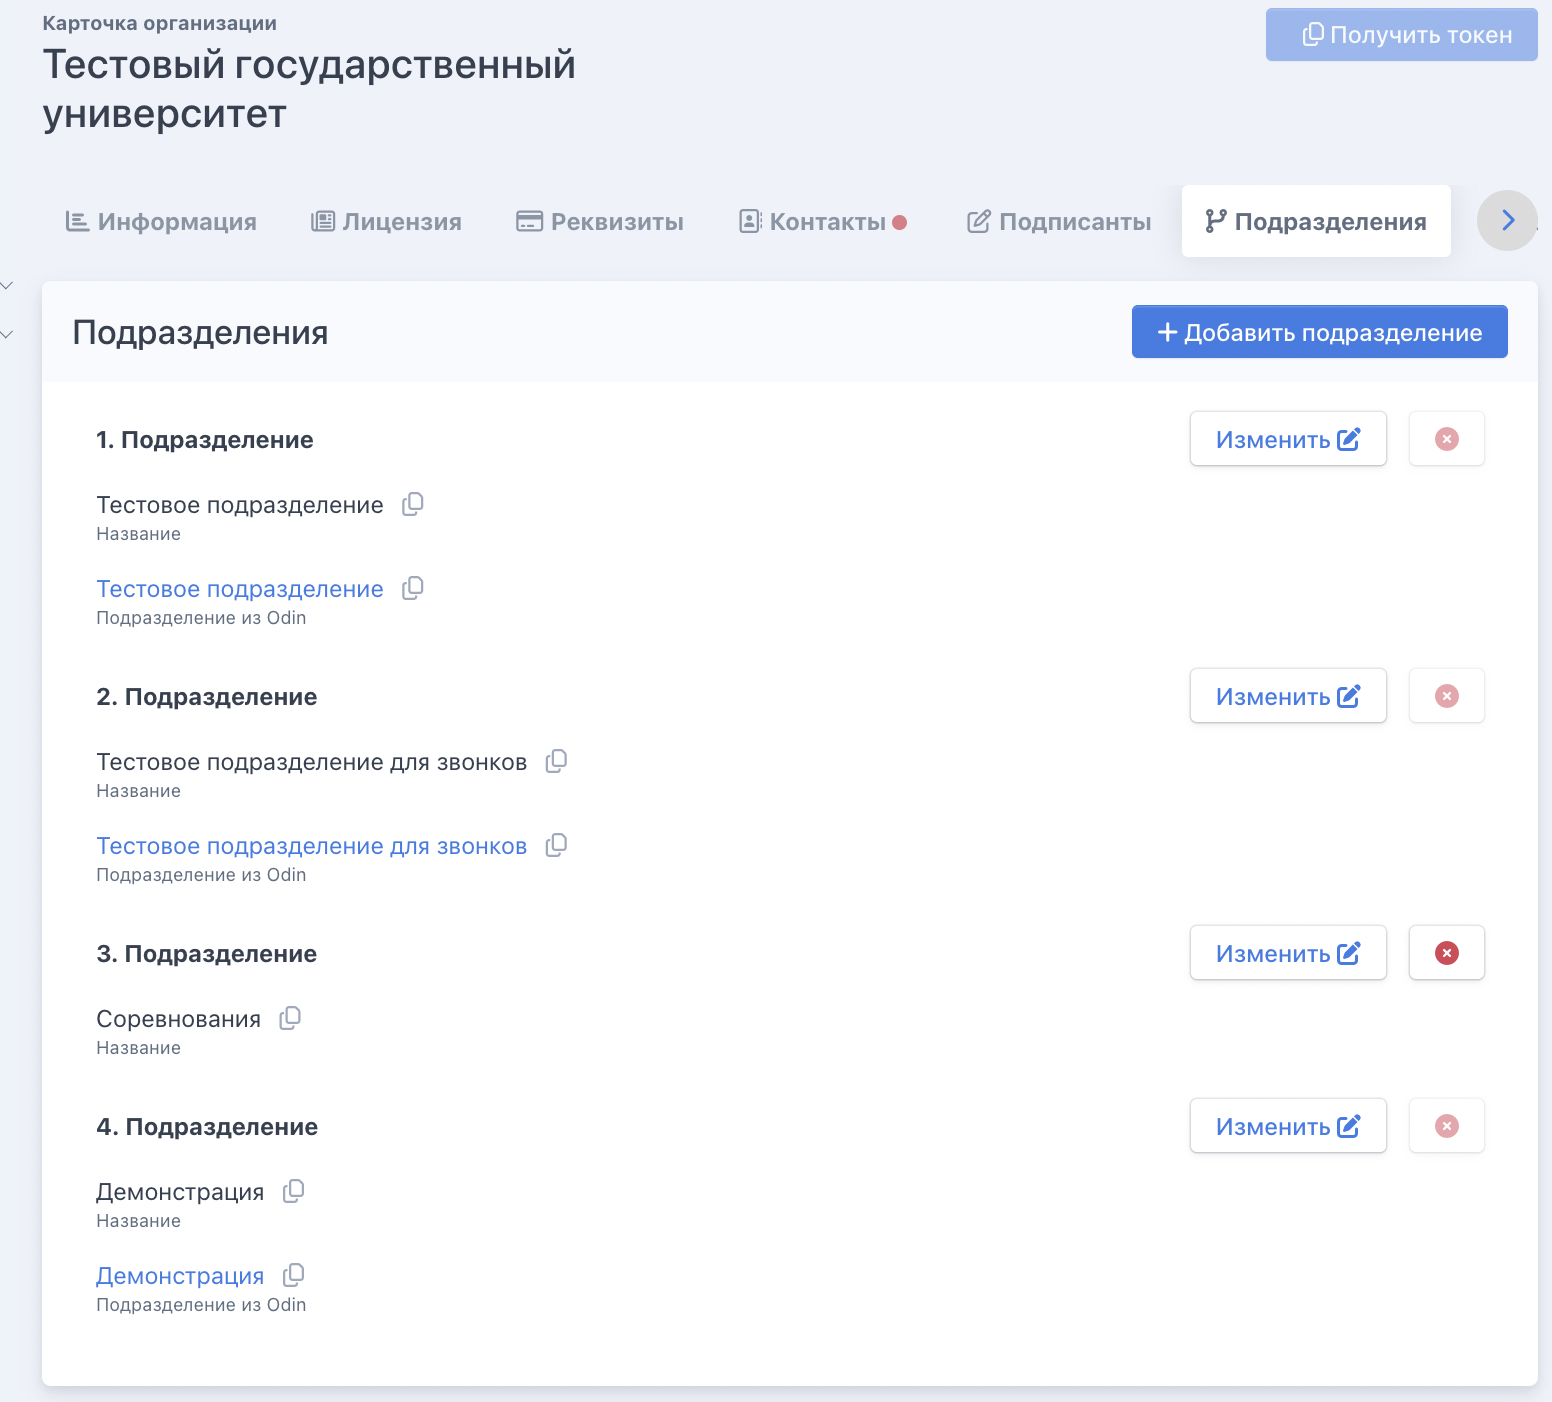 Карточка организации
Получить токен
Тестовый государственный
университет
Информация
Лицензия
Реквизиты
Контакты
Подписанты
Подразделения
Подразделения
Добавить подразделение
1. Подразделение
Изменить
Тестовое подразделение
Название
Тестовое подразделение
Подразделение из Odin
2. Подразделение
Изменить
Тестовое подразделение для звонков
Название
Тестовое подразделение для звонков
Подразделение из Odin
3. Подразделение
Изменить
Соревнования
Название
4. Подразделение
Изменить
Демонстрация
Название
Демонстрация
Подразделение из Odin